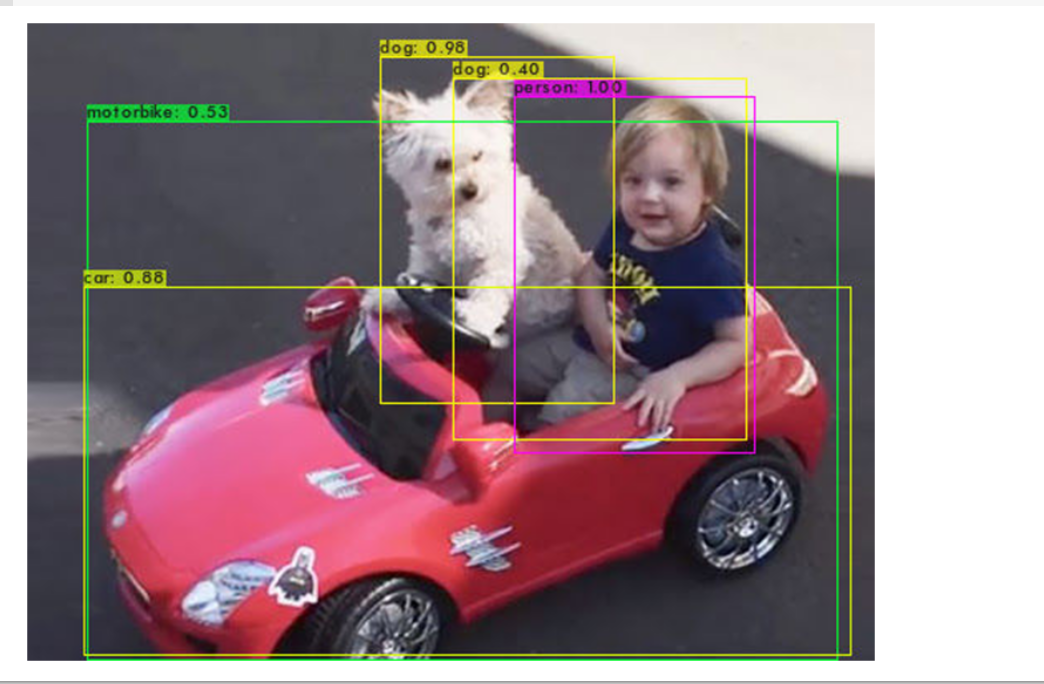 dog: 0.98
dog: 0.40
person: 1.00
motorbike: 0.53
car: 0.88